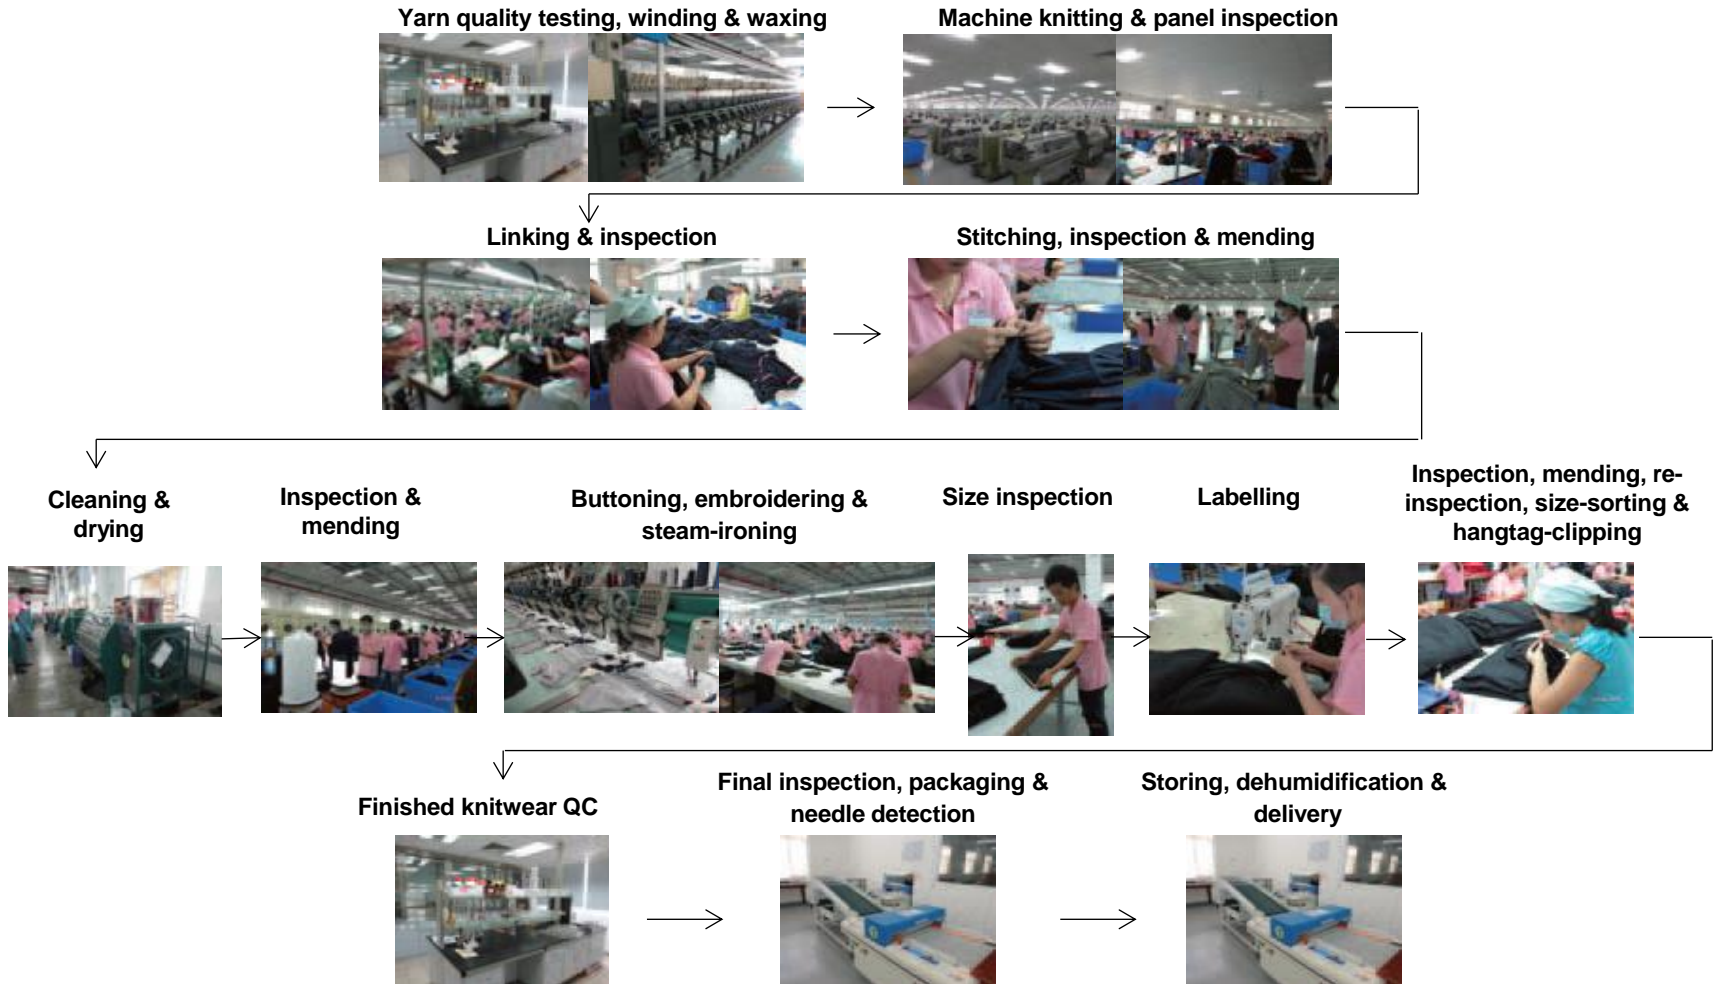 Yarn quality testing, winding & waxing
Machine knitting & panel inspection
Linking & inspection
Stitching, inspection & mending
Cleaning &
drying
Inspection &
mending
Buttoning, embroidering &
steam-ironing
Size inspection
Labelling
Inspection, mending, re-
inspection, size-sorting &
hangtag-clipping
Finished knitwear QC
Final inspection, packaging &
needle detection
Storing, dehumidification &
delivery